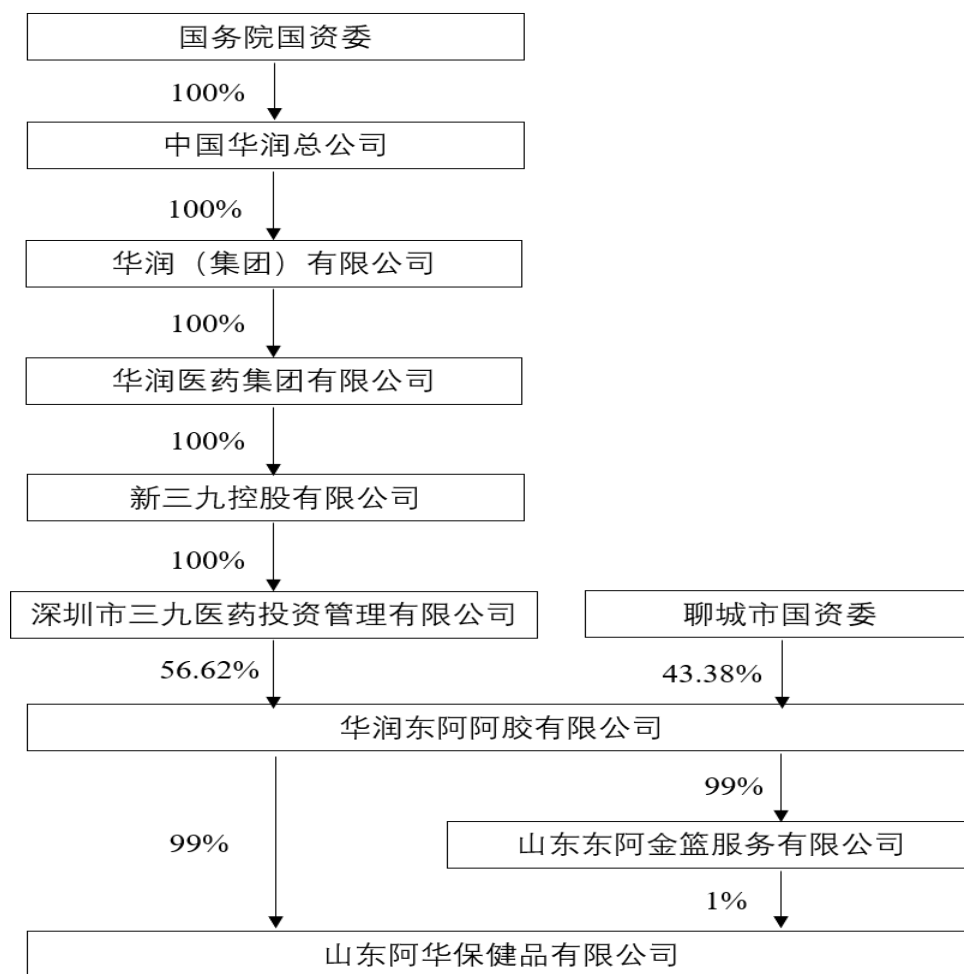 国务院国资委
100%
中国华润总公司
100%
华润（集团）有限公司
100%
华润医药集团有限公司
100%
新三九控股有限公司
100%
深圳市三九医药投资管理有限公司
聊城市国资委
56.62%
43.38%
华润东阿阿胶有限公司
99%
99%
山东东阿金篮服务有限公司
1%
山东阿华保健品有限公司